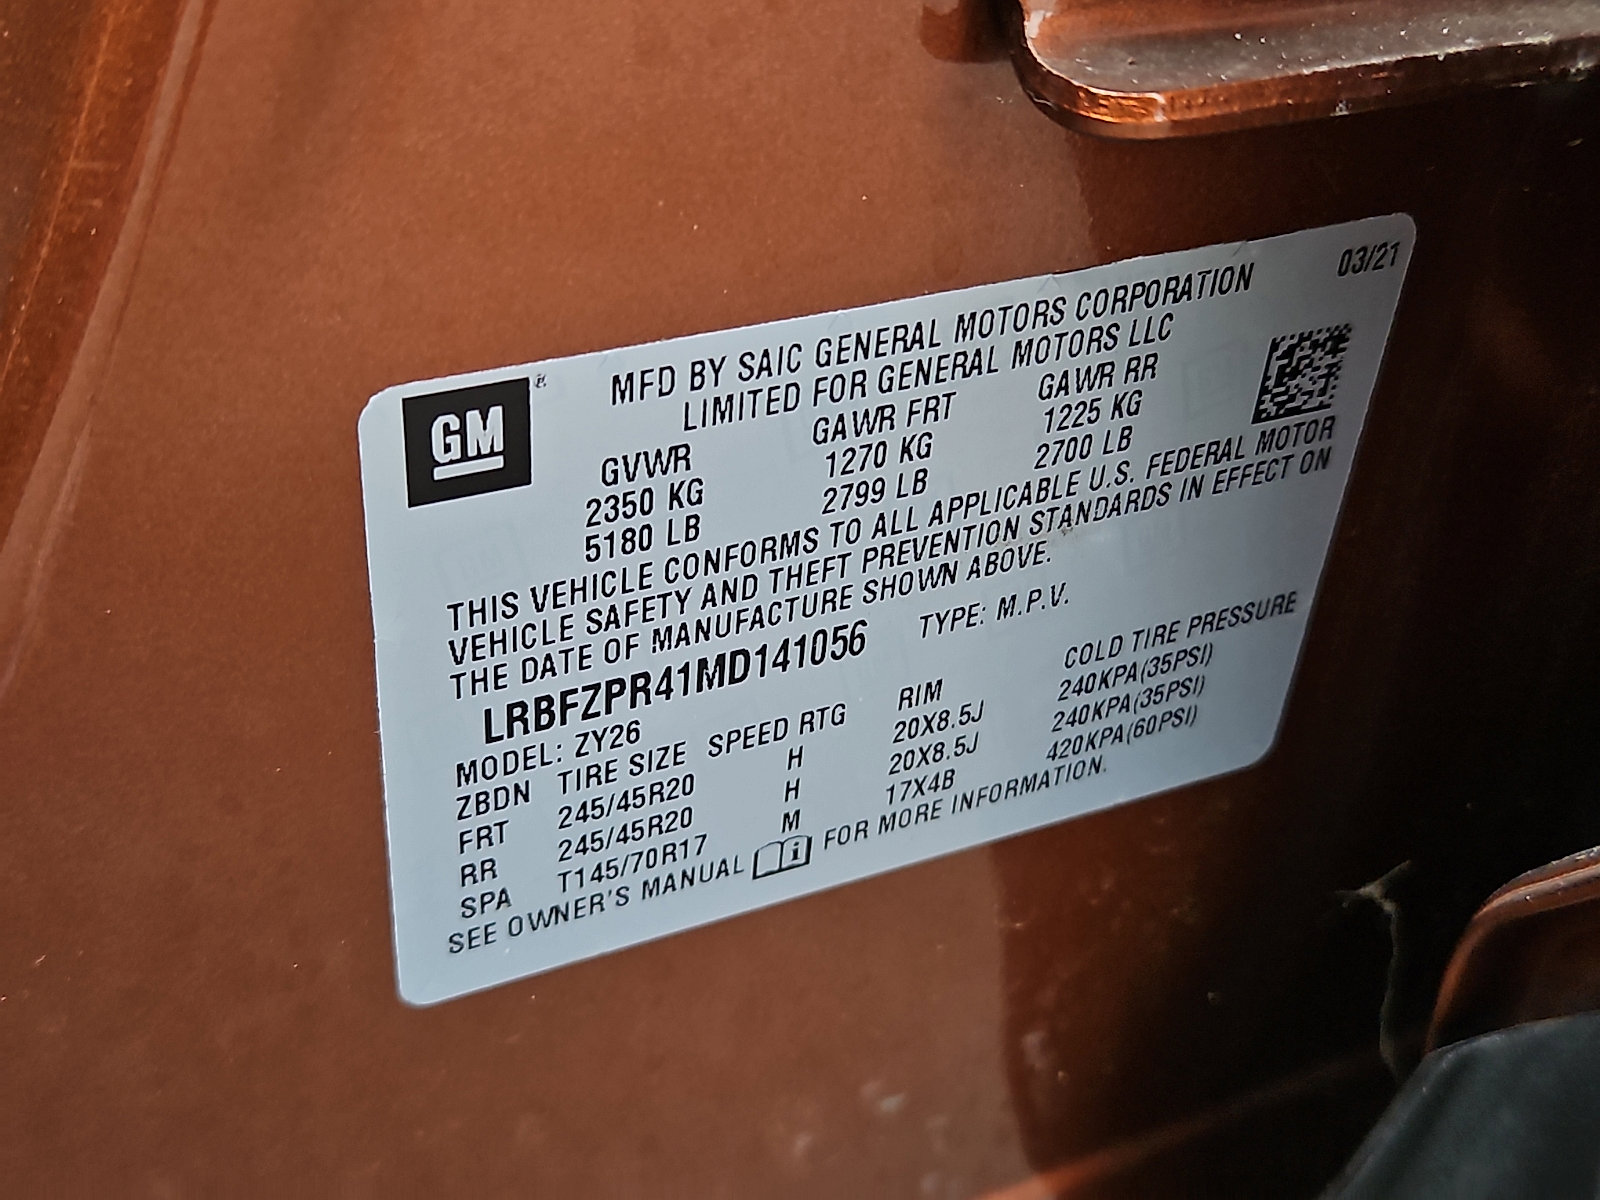 03/21
GM ®
MFD BY SAIC GENERAL MOTORS CORPORATION
LIMITED FOR GENERAL MOTORS LLC
GVWR GAWR FRT GAWR RR
2350 KG 1270 KG 1225 KG
5180 LB 2799 LB 2700 LB
THIS VEHICLE CONFORMS TO ALL APPLICABLE U.S. FEDERAL MOTOR
VEHICLE SAFETY AND THEFT PREVENTION STANDARDS IN EFFECT ON
THE DATE OF MANUFACTURE SHOWN ABOVE.
LRBFZPR41MD141056 TYPE: M.P.V.
MODEL: ZY26
ZBDN TIRE SIZE SPEED RTG RIM COLD TIRE PRESSURE
FRT 245/45R20 H 20X8.5J 240KPA(35PSI)
RR 245/45R20 H 20X8.5J 240KPA(35PSI)
SPA T145/70R17 M 17X4B 420KPA(60PSI)
SEE OWNER'S MANUAL i FOR MORE INFORMATION.